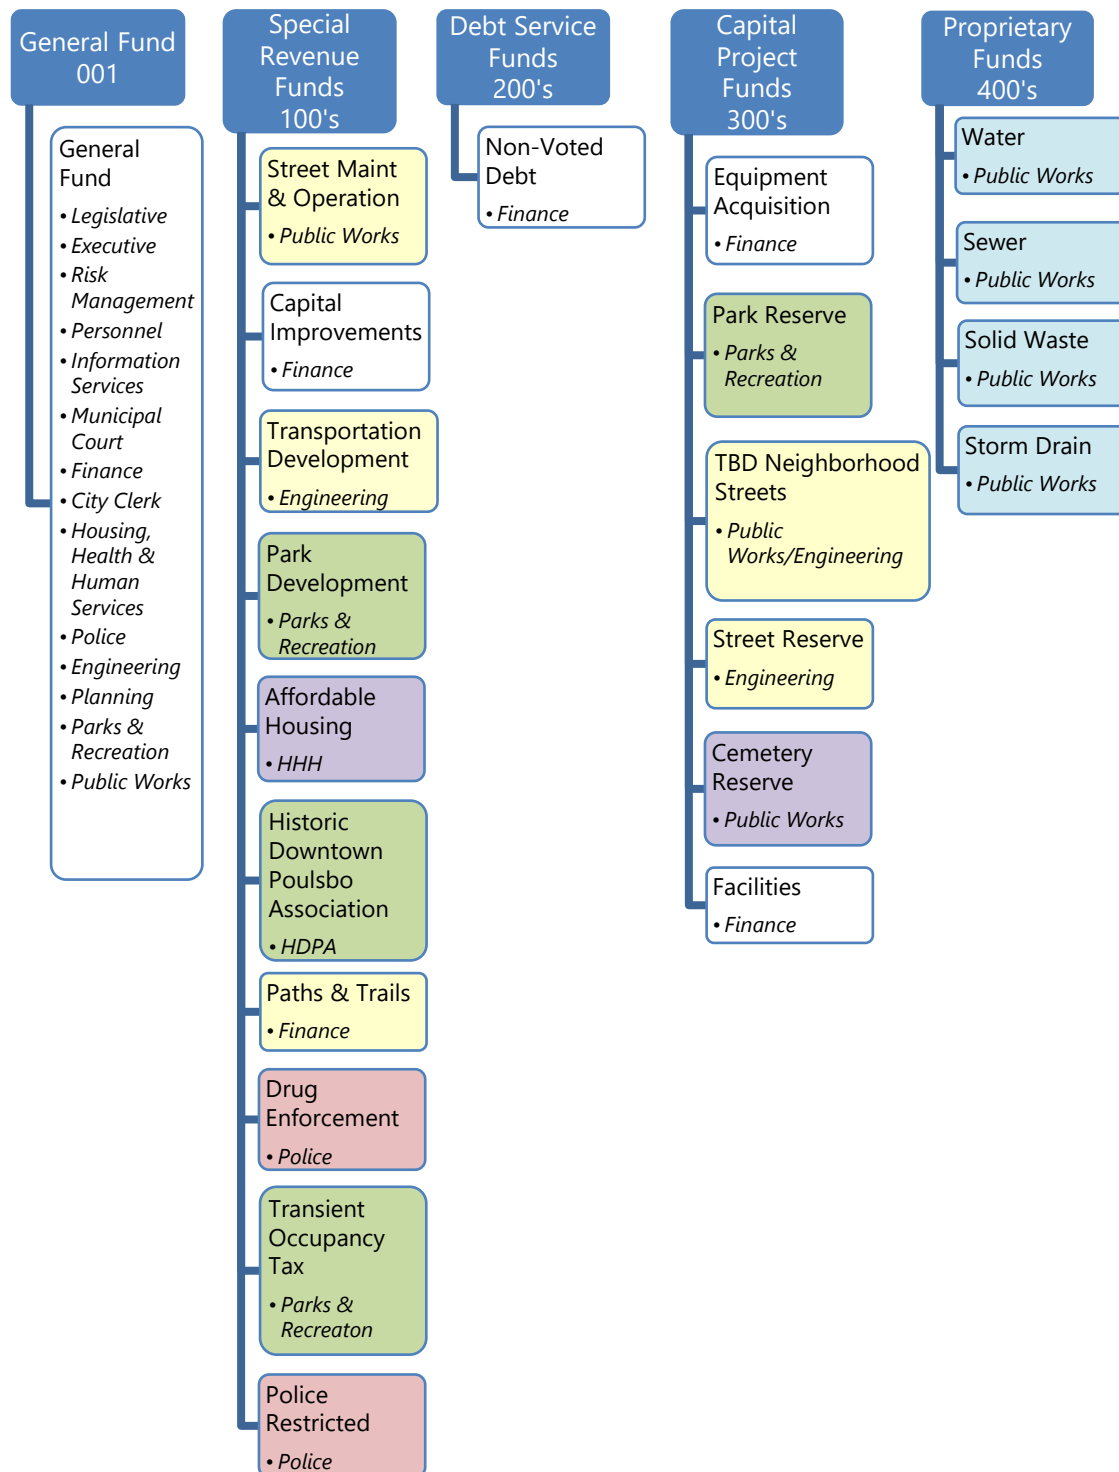 General Fund
001
General
Fund
• Legislative
• Executive
• Risk
Management
• Personnel
• Information
Services
• Municipal
Court
• Finance
• City Clerk
• Housing,
Health &
Human
Services
• Police
• Engineering
• Planning
• Parks &
Recreation
• Public Works
Special
Revenue
Funds
100's
Street Maint
& Operation
• Public Works
Capital
Improvements
• Finance
Transportation
Development
• Engineering
Park
Development
• Parks &
Recreation
Affordable
Housing
• HHH
Historic
Downtown
Poulsbo
Association
• HDPA
Paths & Trails
• Finance
Drug
Enforcement
• Police
Transient
Occupancy
Tax
• Parks &
Recreaton
Police
Restricted
• Police
Debt Service
Funds
200's
Non-Voted
Debt
• Finance
Capital
Project
Funds
300's
Equipment
Acquisition
• Finance
Park Reserve
• Parks &
Recreation
TBD Neighborhood
Streets
• Public
Works/Engineering
Street Reserve
• Engineering
Cemetery
Reserve
• Public Works
Facilities
• Finance
Proprietary
Funds
400's
Water
• Public Works
Sewer
• Public Works
Solid Waste
• Public Works
Storm Drain
• Public Works